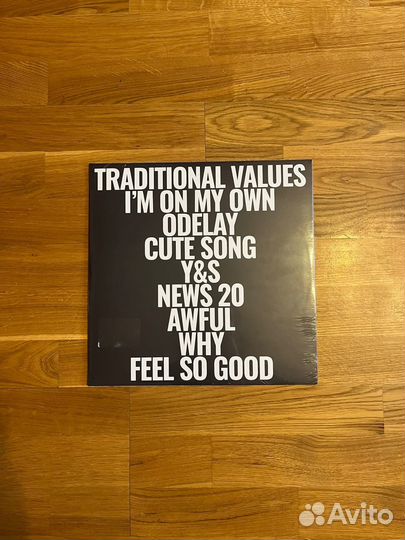 TRADITIONAL VALUES
I'M ON MY OWN
ODELAY
CUTE SONG
Y&S
NEWS 20
AWFUL
WHY
FEEL SO GOOD
Avito